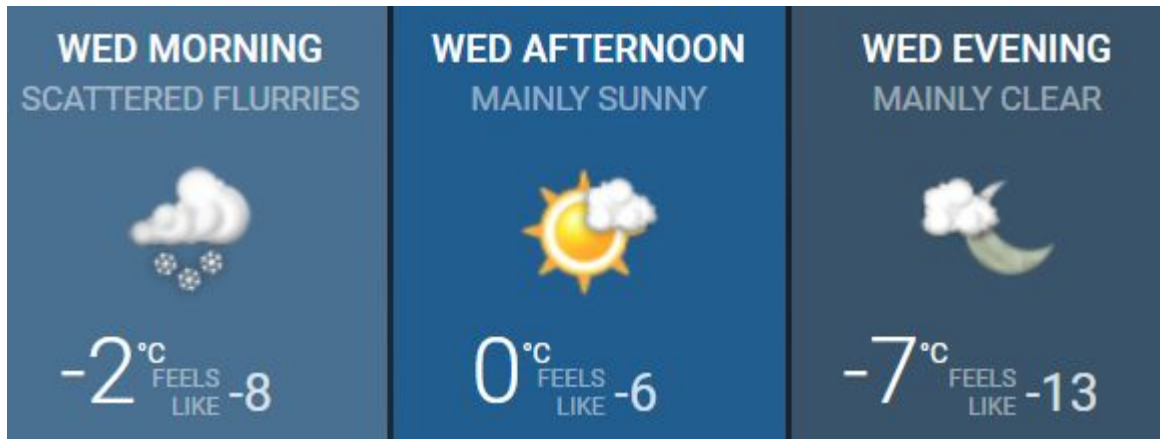 WED MORNING
SCATTERED FLURRIES
-2 °C FEELS LIKE -8
WED AFTERNOON
MAINLY SUNNY
0 °C FEELS LIKE -6
WED EVENING
MAINLY CLEAR
-7 °C FEELS LIKE -13